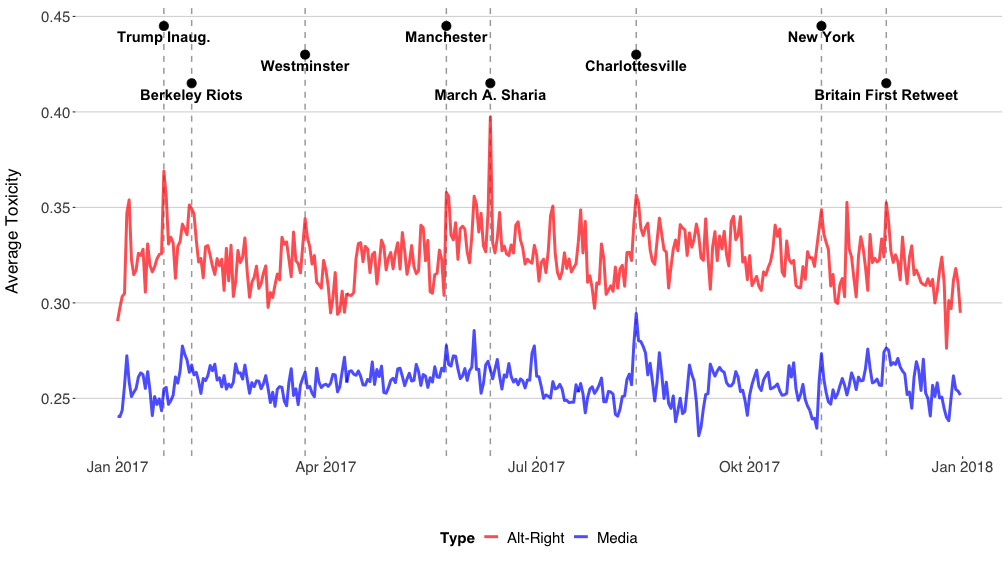 0.45
Trump Inaug.
Manchester
New York
Westminster
Charlottesville
Berkeley Riots
March A. Sharia
Britain First Retweet
0.40
0.35
0.30
0.25
Average Toxicity
Jan 2017
Apr 2017
Jul 2017
Okt 2017
Jan 2018
Type Alt-Right Media